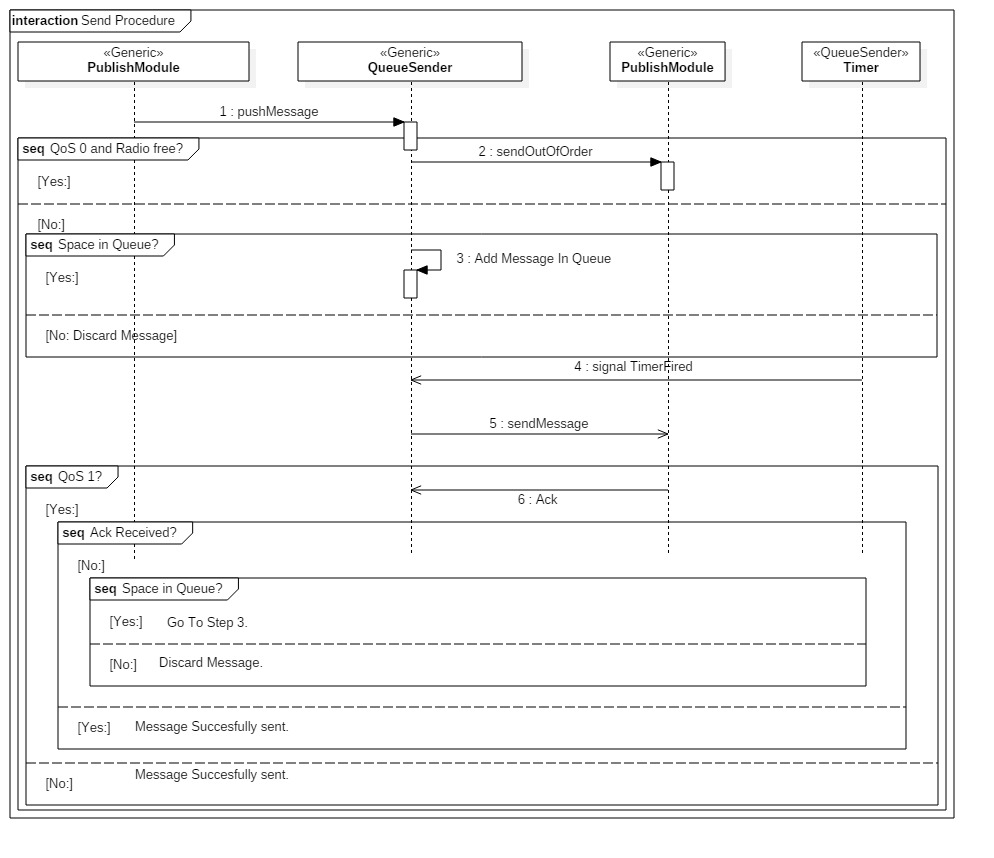 interaction Send Procedure
«Generic»
PublishModule
«Generic»
QueueSender
«Generic»
PublishModule
«QueueSender»
Timer
1 : pushMessage
seq QoS 0 and Radio free?
2 : sendOutOfOrder
[Yes:]
[No:]
seq Space in Queue?
3 : Add Message In Queue
[Yes:]
[No: Discard Message]
4 : signal TimerFired
5 : sendMessage
seq QoS 1?
6 : Ack
[Yes:]
seq Ack Received?
[No:]
seq Space in Queue?
[Yes:] Go To Step 3.
[No:] Discard Message.
[Yes:] Message Succesfully sent.
Message Succesfully sent.
[No:]